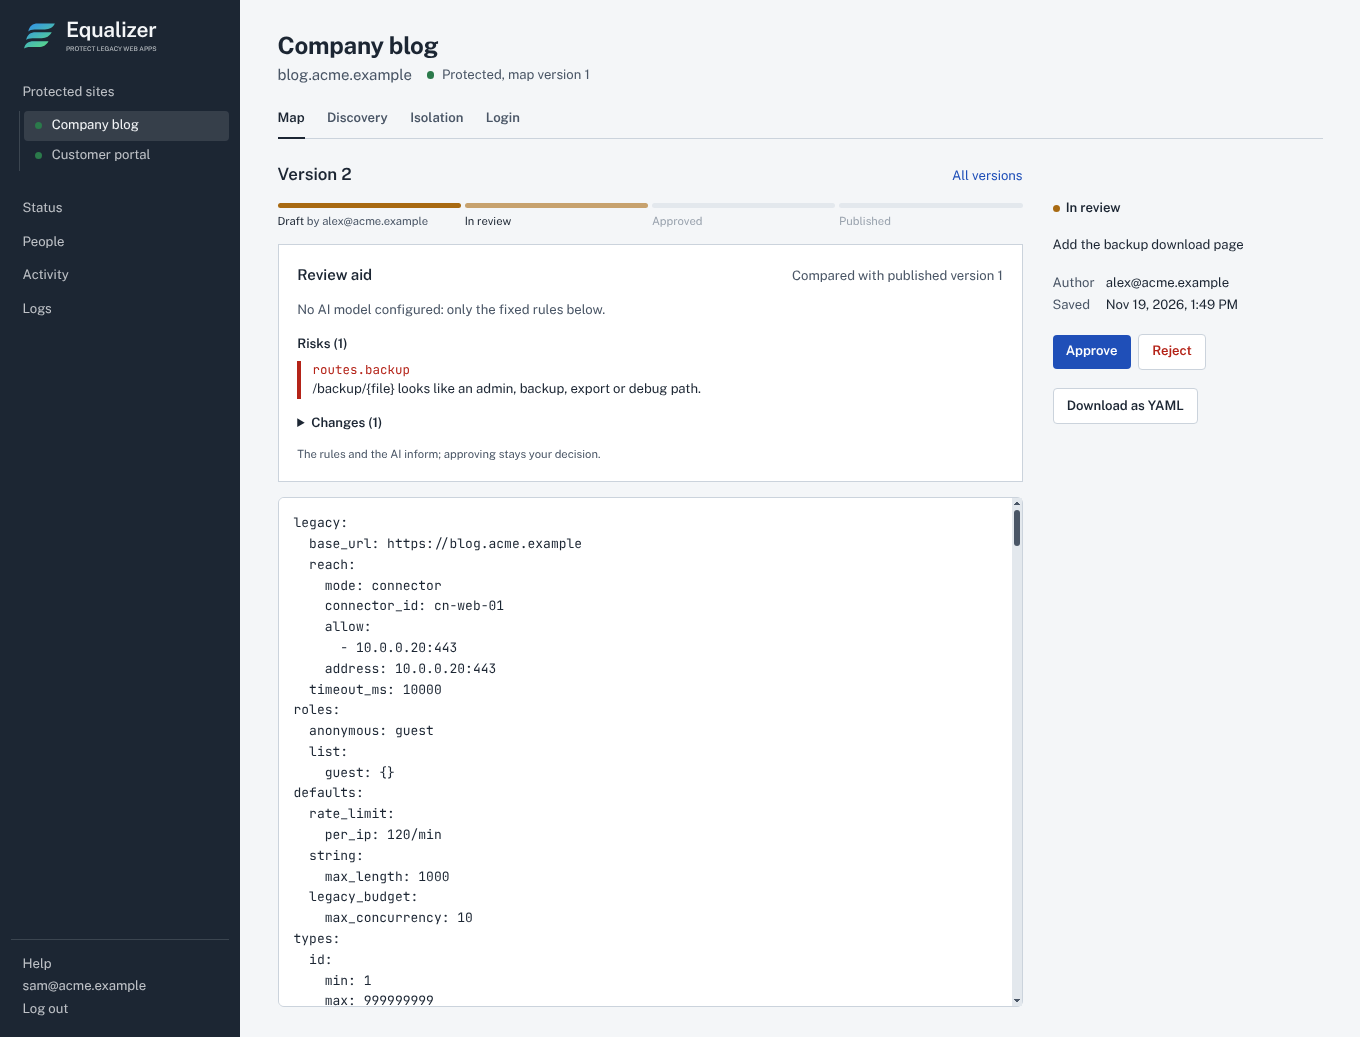 Equalizer
PROTECT LEGACY WEB APPS
Protected sites
Company blog
Customer portal
Status
People
Activity
Logs
Help
sam@acme.example
Log out
Company blog
blog.acme.example Protected, map version 1
Map Discovery Isolation Login
Version 2 All versions
Draft by alex@acme.example In review Approved Published
Review aid Compared with published version 1
No AI model configured: only the fixed rules below.
Risks (1)
routes.backup
/backup/{file} looks like an admin, backup, export or debug path.
Changes (1)
The rules and the AI inform; approving stays your decision.
legacy:
  base_url: https://blog.acme.example
  reach:
    mode: connector
    connector_id: cn-web-01
    allow:
      - 10.0.0.20:443
    address: 10.0.0.20:443
  timeout_ms: 10000
roles:
  anonymous: guest
  list:
    guest: {}
defaults:
  rate_limit:
    per_ip: 120/min
  string:
    max_length: 1000
  legacy_budget:
    max_concurrency: 10
types:
  id:
    min: 1
    max: 999999999
In review
Add the backup download page
Author alex@acme.example
Saved Nov 19, 2026, 1:49 PM
Approve Reject
Download as YAML